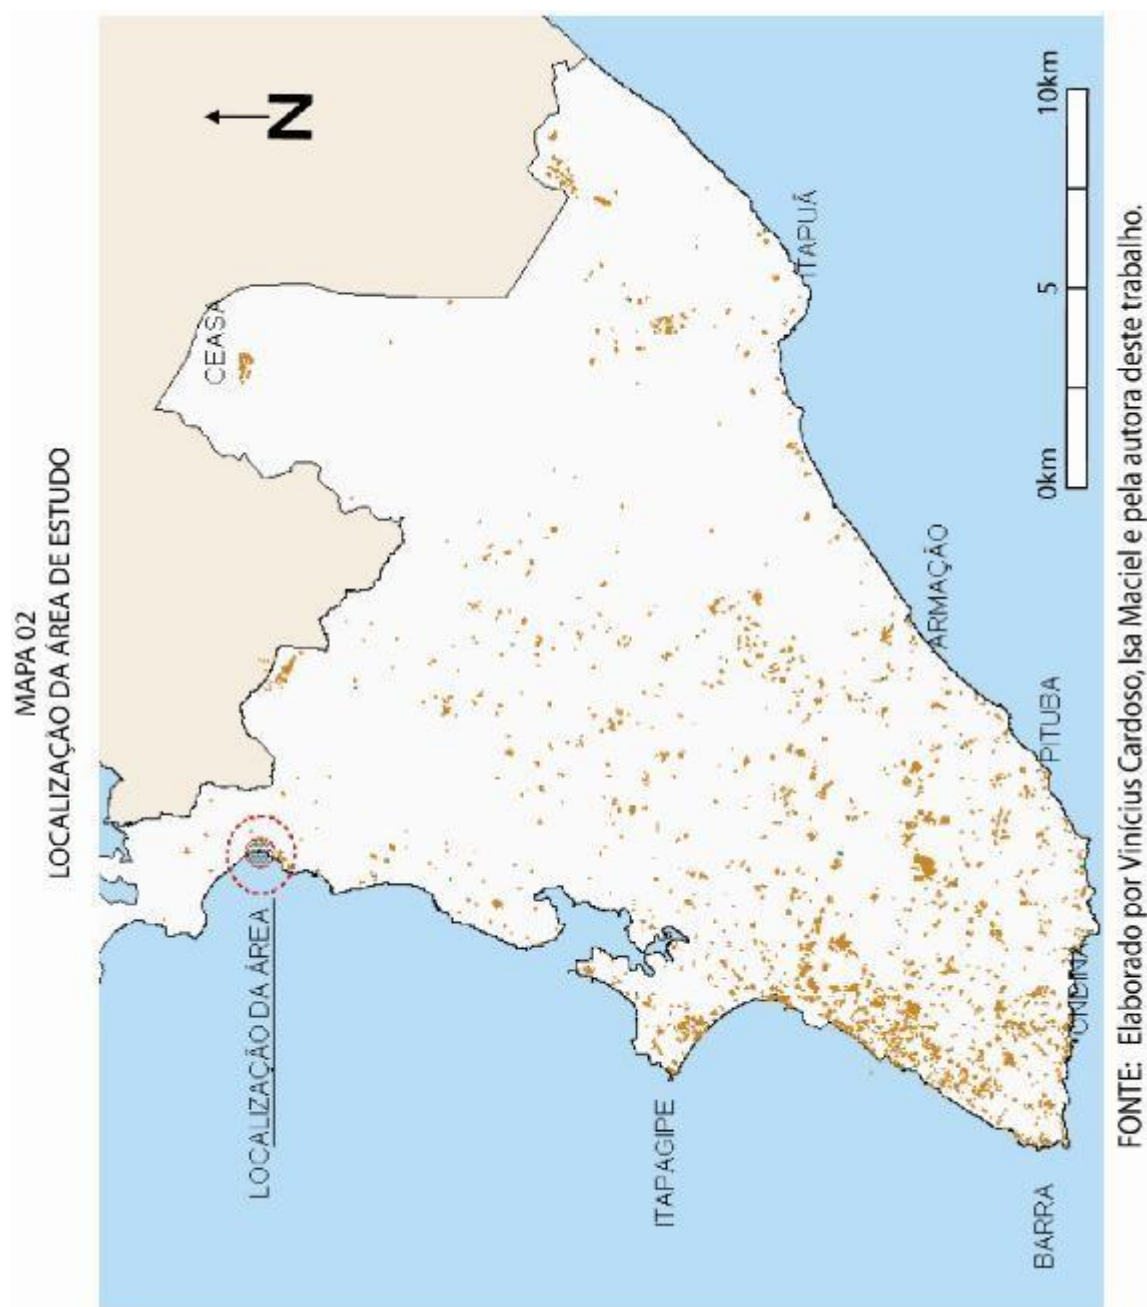 MAPA 02
LOCALIZAÇÃO DA ÁREA DE ESTUDO
N
CEASA
LOCALIZAÇÃO DA ÁREA
ITAPUÃ
ITAPAGIPE
ARMAÇÃO
PITUBA
BARRA
0km
5
10km
FONTE: Elaborado por Vinícius Cardoso, Isa Maciel e pela autora deste trabalho.